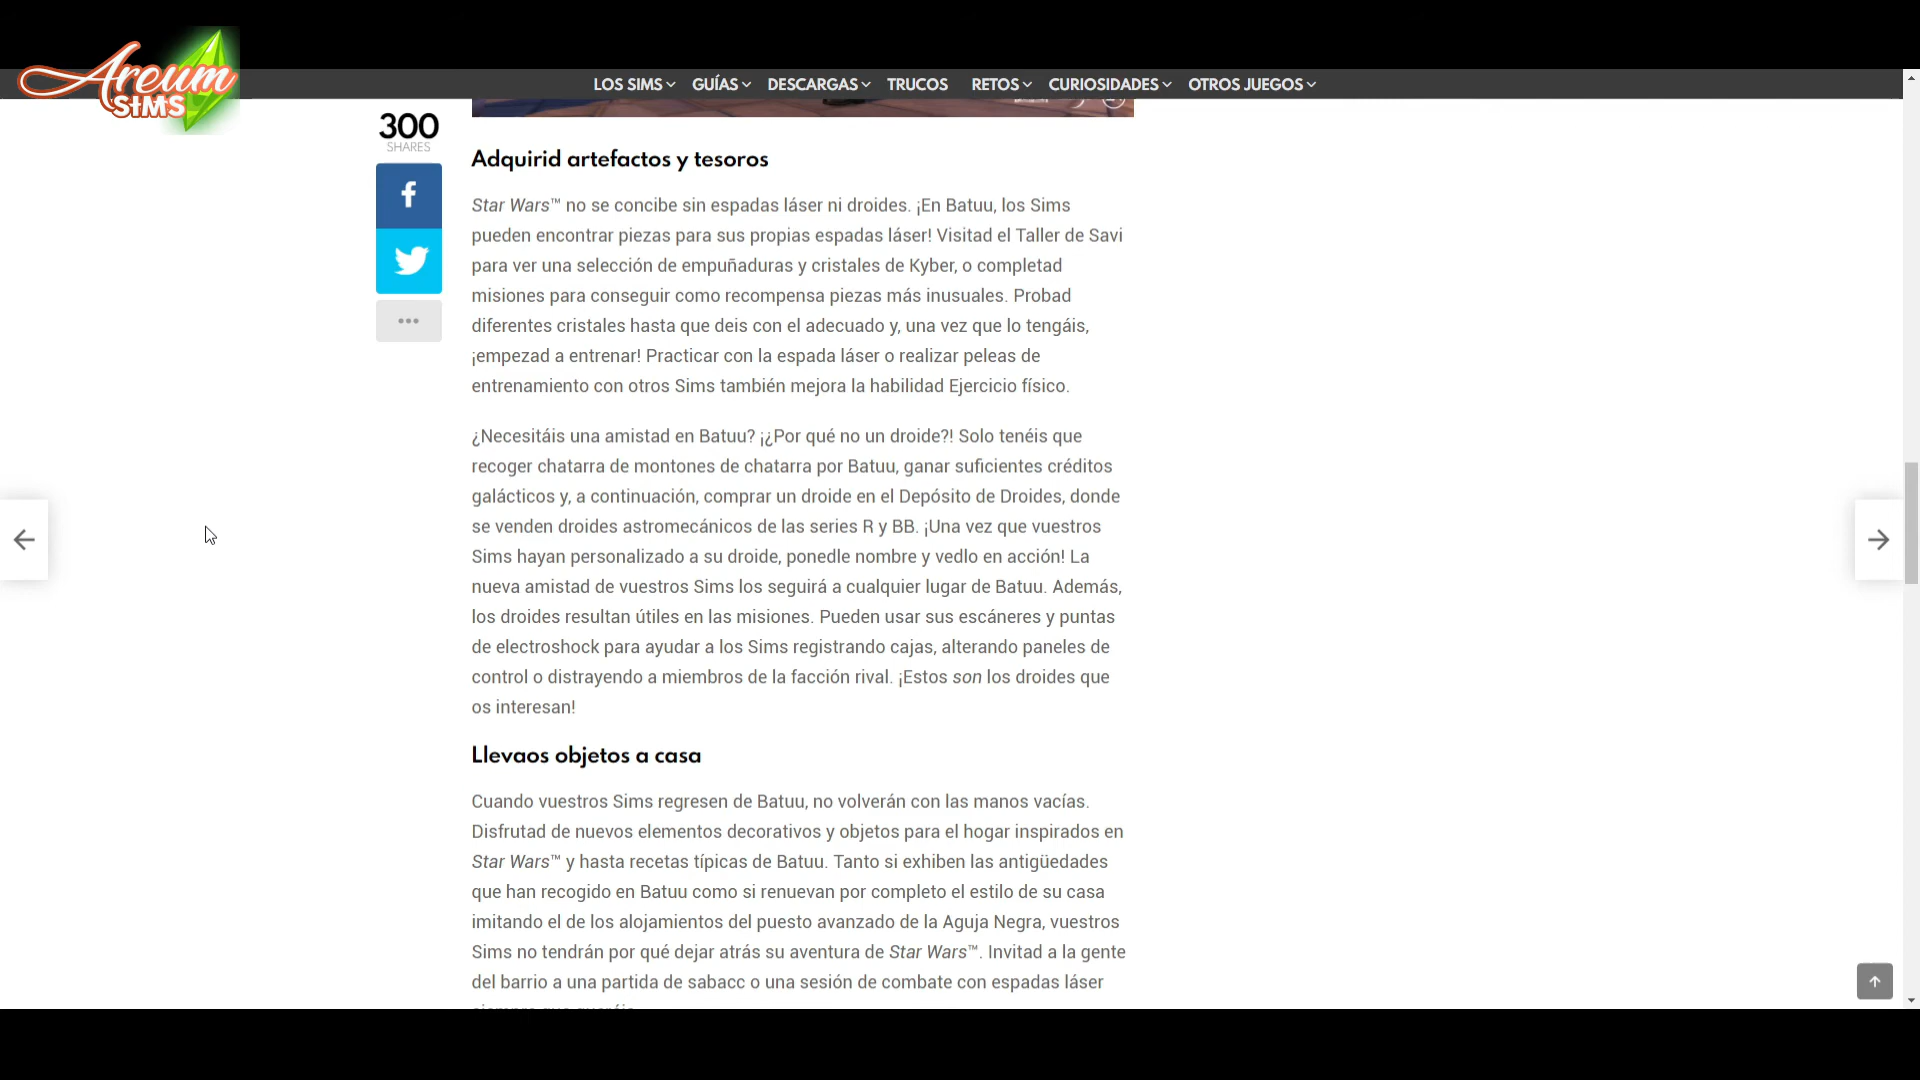 Areum
SIMS
LOS SIMS GUÍAS DESCARGAS TRUCOS RETOS CURIOSIDADES OTROS JUEGOS
300
SHARES
Adquirid artefactos y tesoros
Star Wars™ no se concibe sin espadas láser ni droides. ¡En Batuu, los Sims
pueden encontrar piezas para sus propias espadas láser! Visitad el Taller de Savi
para ver una selección de empuñaduras y cristales de Kyber, o completad
misiones para conseguir como recompensa piezas más inusuales. Probad
diferentes cristales hasta que deis con el adecuado y, una vez que lo tengáis,
¡empezad a entrenar! Practicar con la espada láser o realizar peleas de
entrenamiento con otros Sims también mejora la habilidad Ejercicio físico.
¿Necesitáis una amistad en Batuu? ¡¿Por qué no un droide?! Solo tenéis que
recoger chatarra de montones de chatarra por Batuu, ganar suficientes créditos
galácticos y, a continuación, comprar un droide en el Depósito de Droides, donde
se venden droides astromecánicos de las series R y BB. ¡Una vez que vuestros
Sims hayan personalizado a su droide, ponedle nombre y vedlo en acción! La
nueva amistad de vuestros Sims los seguirá a cualquier lugar de Batuu. Además,
los droides resultan útiles en las misiones. Pueden usar sus escáneres y puntas
de electroshock para ayudar a los Sims registrando cajas, alterando paneles de
control o distrayendo a miembros de la facción rival. ¡Estos son los droides que
os interesan!
Llevaos objetos a casa
Cuando vuestros Sims regresen de Batuu, no volverán con las manos vacías.
Disfrutad de nuevos elementos decorativos y objetos para el hogar inspirados en
Star Wars™ y hasta recetas típicas de Batuu. Tanto si exhiben las antigüedades
que han recogido en Batuu como si renuevan por completo el estilo de su casa
imitando el de los alojamientos del puesto avanzado de la Aguja Negra, vuestros
Sims no tendrán por qué dejar atrás su aventura de Star Wars™. Invitad a la gente
del barrio a una partida de sabacc o una sesión de combate con espadas láser